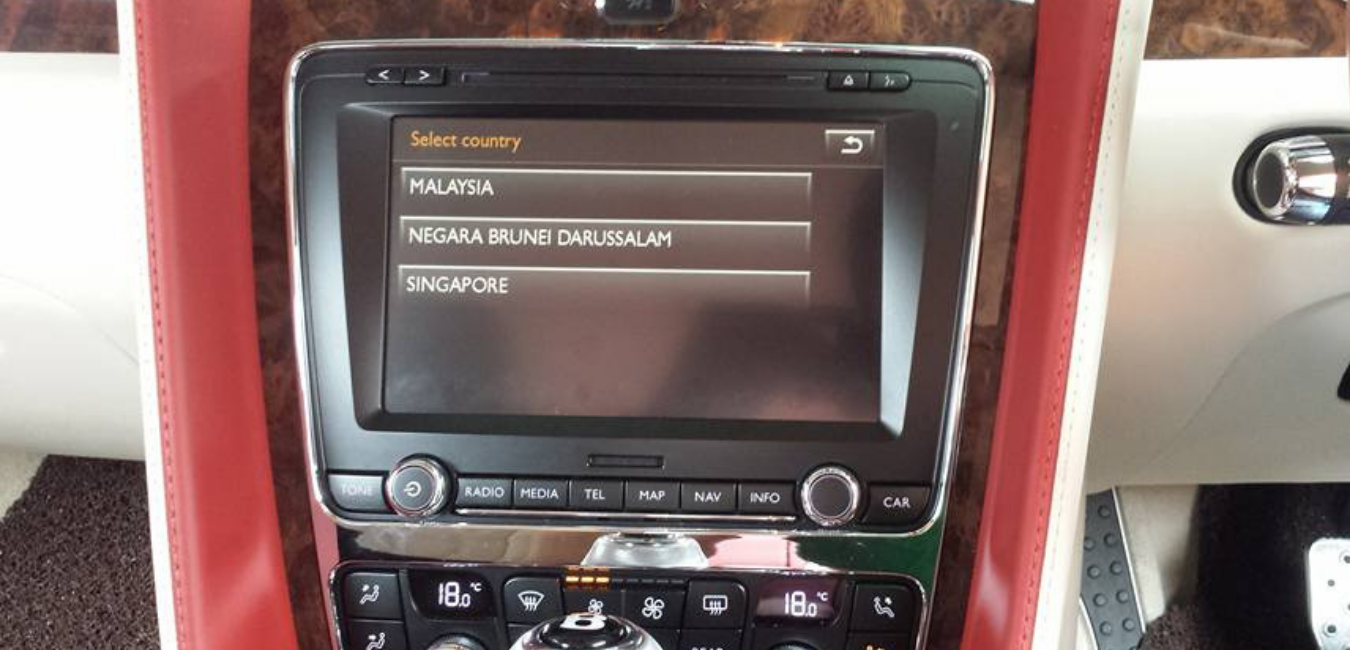 < >
Select country
MALAYSIA
NEGARA BRUNEI DARUSSALAM
SINGAPORE
TONE RADIO MEDIA TEL MAP NAV INFO CAR
18.0 °C 18.0 °C
B